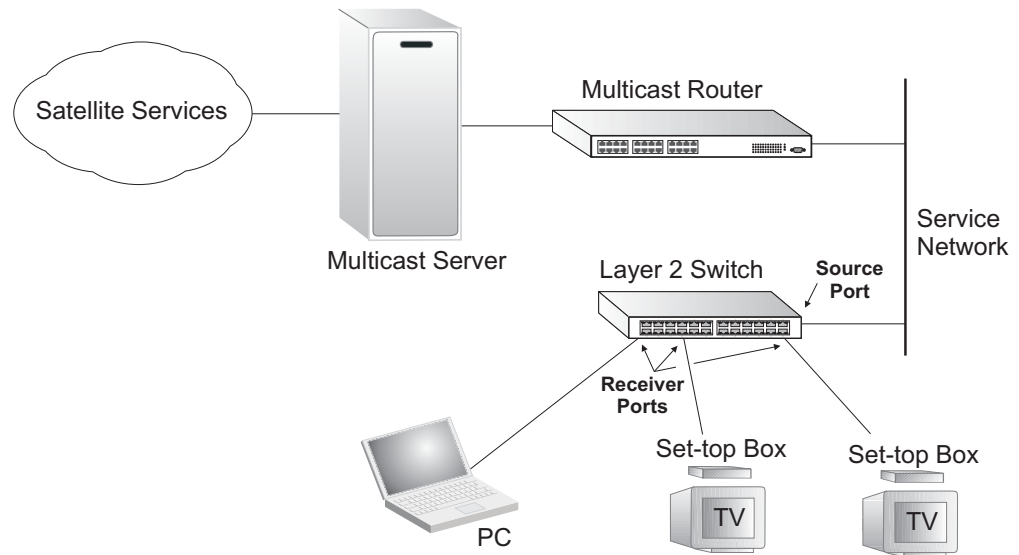 Satellite Services
Multicast Router
Multicast Server
Service
Network
Layer 2 Switch
Source
Port
Receiver
Ports
Set-top Box
Set-top Box
TV
TV
PC